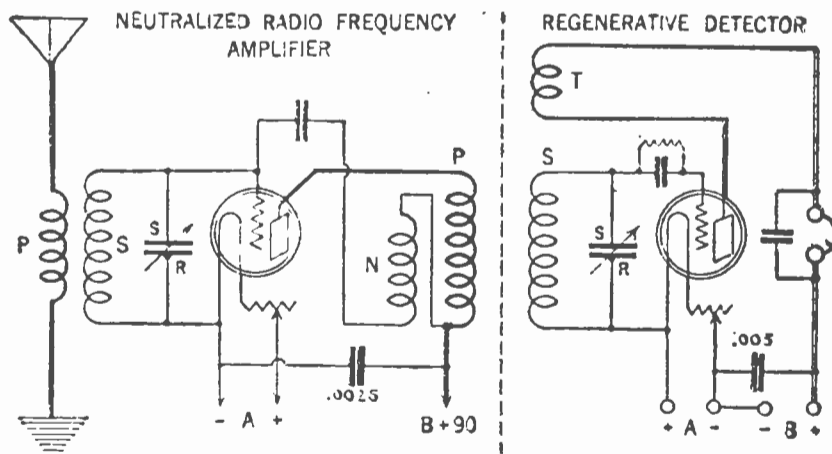 NEUTRALIZED RADIO FREQUENCY
AMPLIFIER
REGENERATIVE DETECTOR
T
P
S
P
S
S
R
N
S
S
R
.0025
.005
- A +
B+90
+ A - - B +